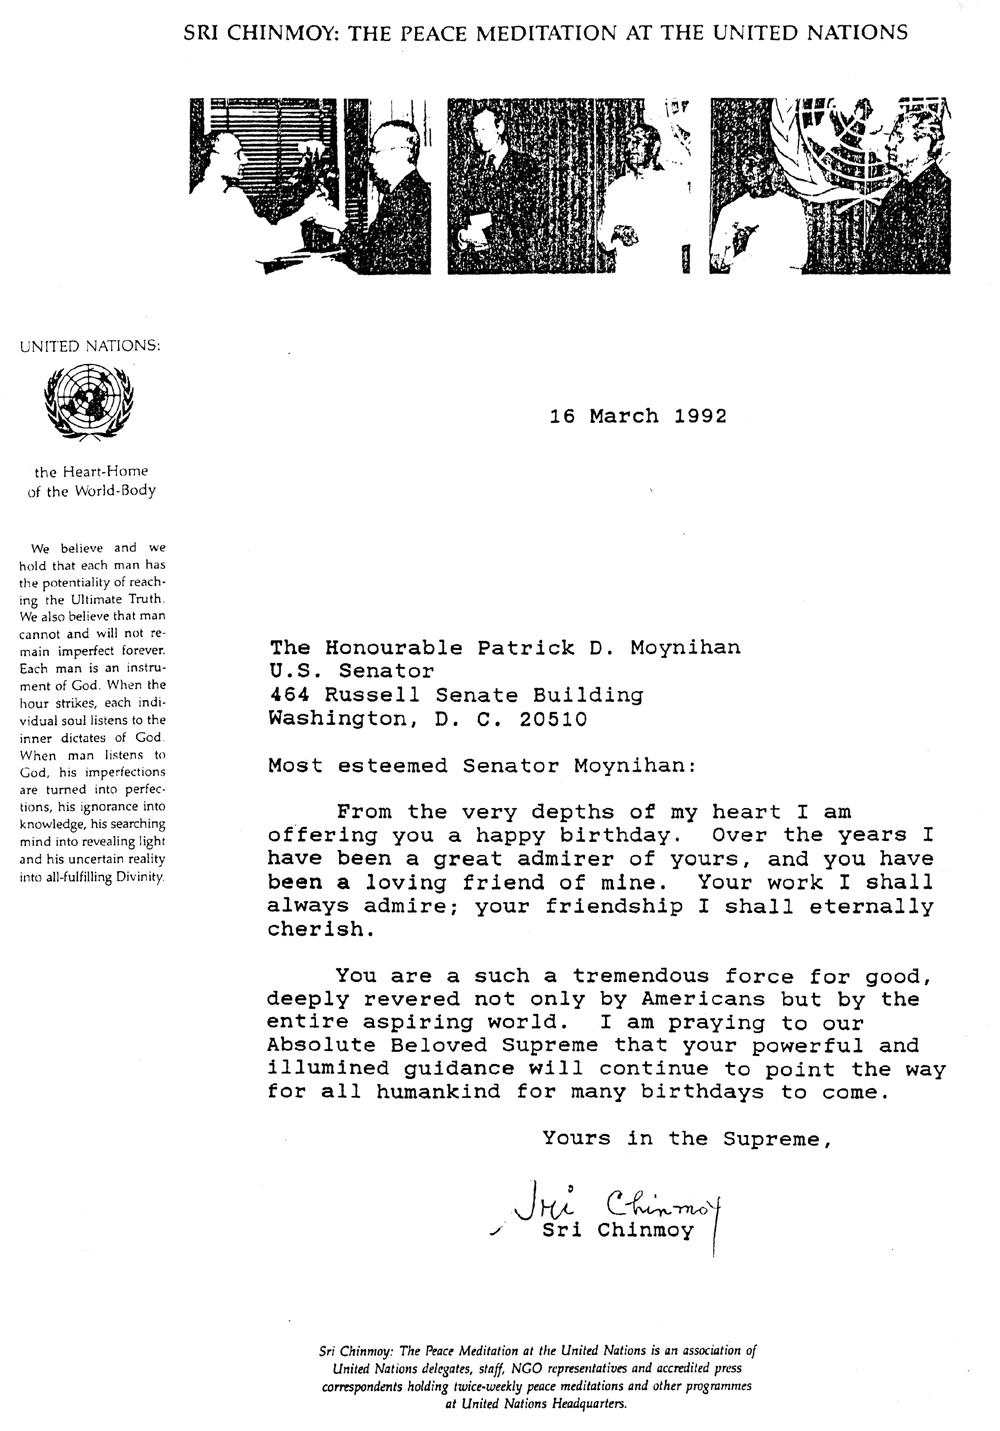 SRI CHINMOY: THE PEACE MEDITATION AT THE UNITED NATIONS
UNITED NATIONS:
the Heart-Home
of the World-Body
We believe and we
hold that each man has
the potentiality of reach-
ing the Ultimate Truth.
We also believe that man
cannot and will not re-
main imperfect forever.
Each man is an instru-
ment of God. When the
hour strikes, each indi-
vidual soul listens to the
inner dictates of God.
When man listens to
God, his imperfections
are turned into perfec-
tions, his ignorance into
knowledge, his searching
mind into revealing light
and his uncertain reality
into all-fulfilling Divinity.
16 March 1992
The Honourable Patrick D. Moynihan
U.S. Senator
464 Russell Senate Building
Washington, D. C. 20510
Most esteemed Senator Moynihan:
From the very depths of my heart I am
offering you a happy birthday. Over the years I
have been a great admirer of yours, and you have
been a loving friend of mine. Your work I shall
always admire; your friendship I shall eternally
cherish.
You are a such a tremendous force for good,
deeply revered not only by Americans but by the
entire aspiring world. I am praying to our
Absolute Beloved Supreme that your powerful and
illumined guidance will continue to point the way
for all humankind for many birthdays to come.
Yours in the Supreme,
Sri Chinmoy
Sri Chinmoy
Sri Chinmoy: The Peace Meditation at the United Nations is an association of
United Nations delegates, staff, NGO representatives and accredited press
correspondents holding twice-weekly peace meditations and other programmes
at United Nations Headquarters.